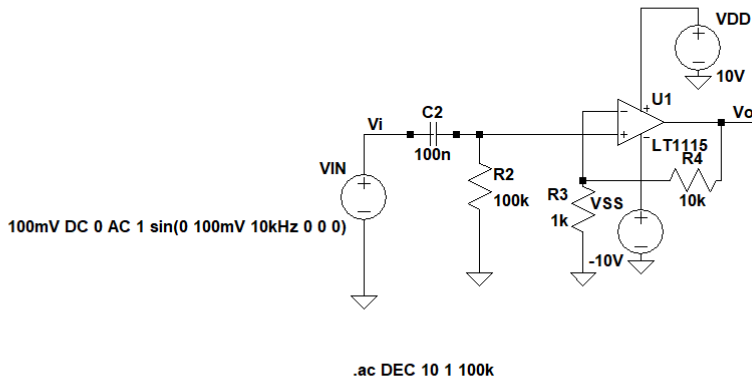 VDD
10V
U1
+
-
-
+
+
-
Vo
LT1115
C2
Vi
100n
R4
10k
VIN
+
-
R2
100k
R3
1k
VSS
+
-
-10V
100mV DC 0 AC 1 sin(0 100mV 10kHz 0 0 0)
.ac DEC 10 1 100k